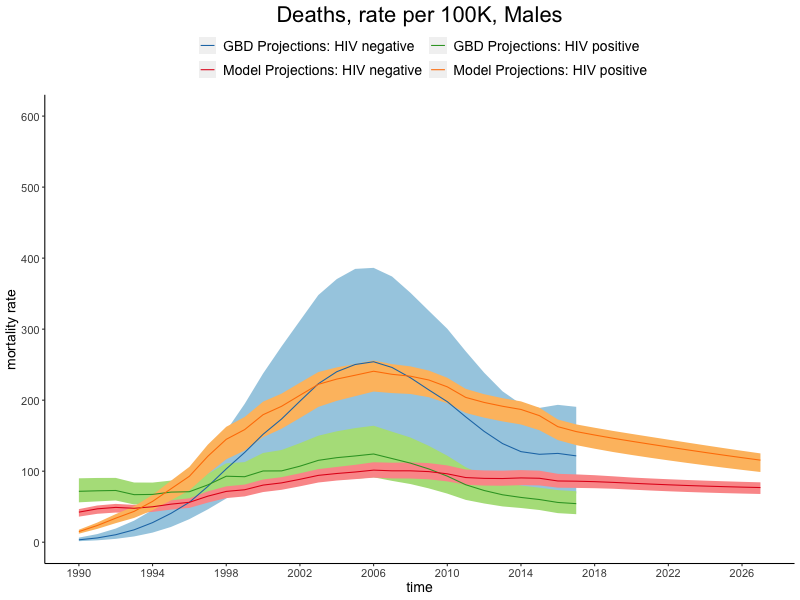 Deaths, rate per 100K, Males
GBD Projections: HIV negative GBD Projections: HIV positive
Model Projections: HIV negative Model Projections: HIV positive
600
500
400
300
200
100
0
mortality rate
1990 1994 1998 2002 2006 2010 2014 2018 2022 2026
time